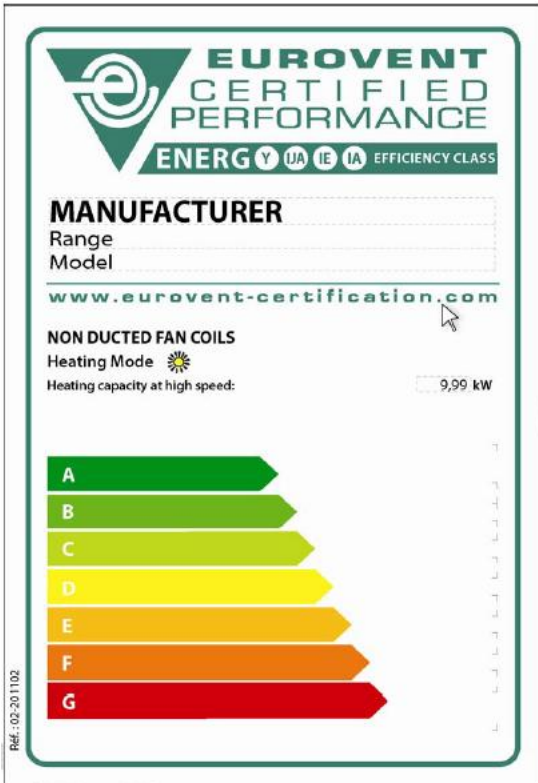 EUROVENT
CERTIFIED
PERFORMANCE
ENERG Y IJA IE IA EFFICIENCY CLASS
MANUFACTURER
Range
Model
www.eurovent-certification.com
NON DUCTED FAN COILS
Heating Mode
Heating capacity at high speed: 9,99 kW
A
B
C
D
E
F
G
Réf. : 02-201102